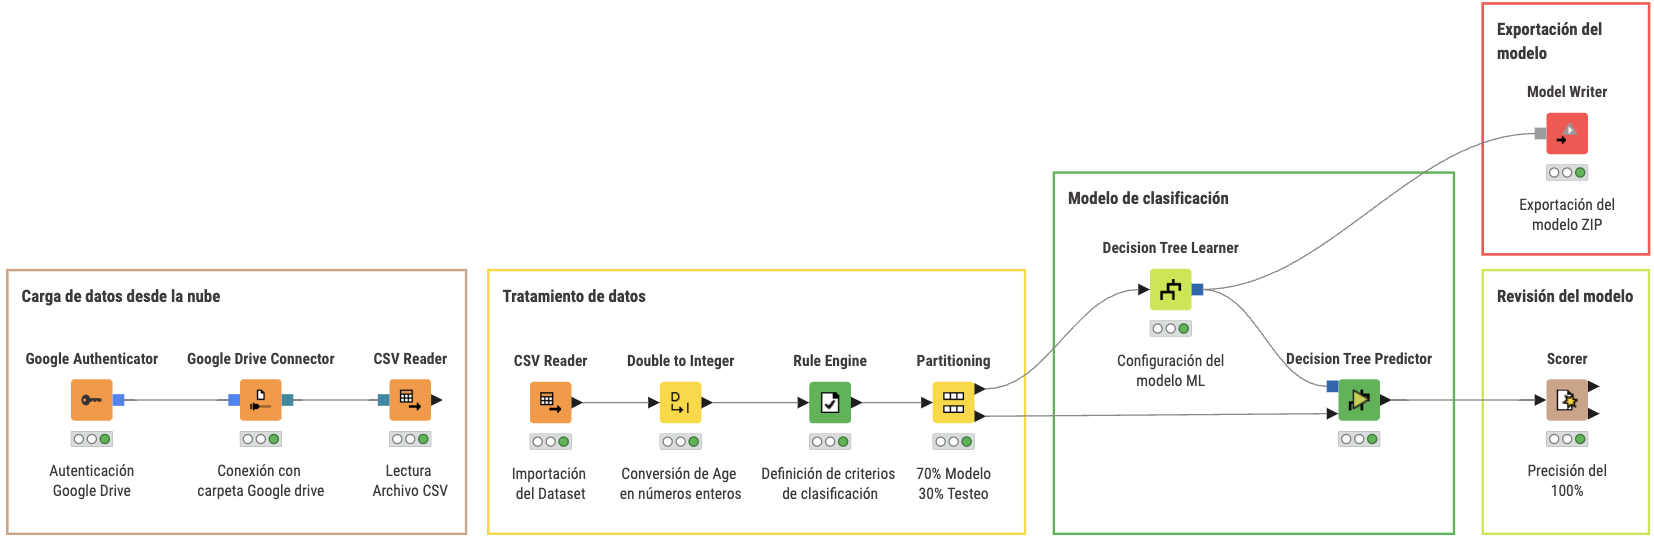 Exportación del
modelo
Model Writer
Exportación del
modelo ZIP
Modelo de clasificación
Decision Tree Learner
Configuración del
modelo ML
Decision Tree Predictor
Carga de datos desde la nube
Google Authenticator
Autenticación
Google Drive
Google Drive Connector
Conexión con
carpeta Google drive
CSV Reader
Lectura
Archivo CSV
Tratamiento de datos
CSV Reader
Importación
del Dataset
Double to Integer
D
I
Conversión de Age
en números enteros
Rule Engine
Definición de criterios
de clasificación
Partitioning
70% Modelo
30% Testeo
Revisión del modelo
Scorer
Precisión del
100%